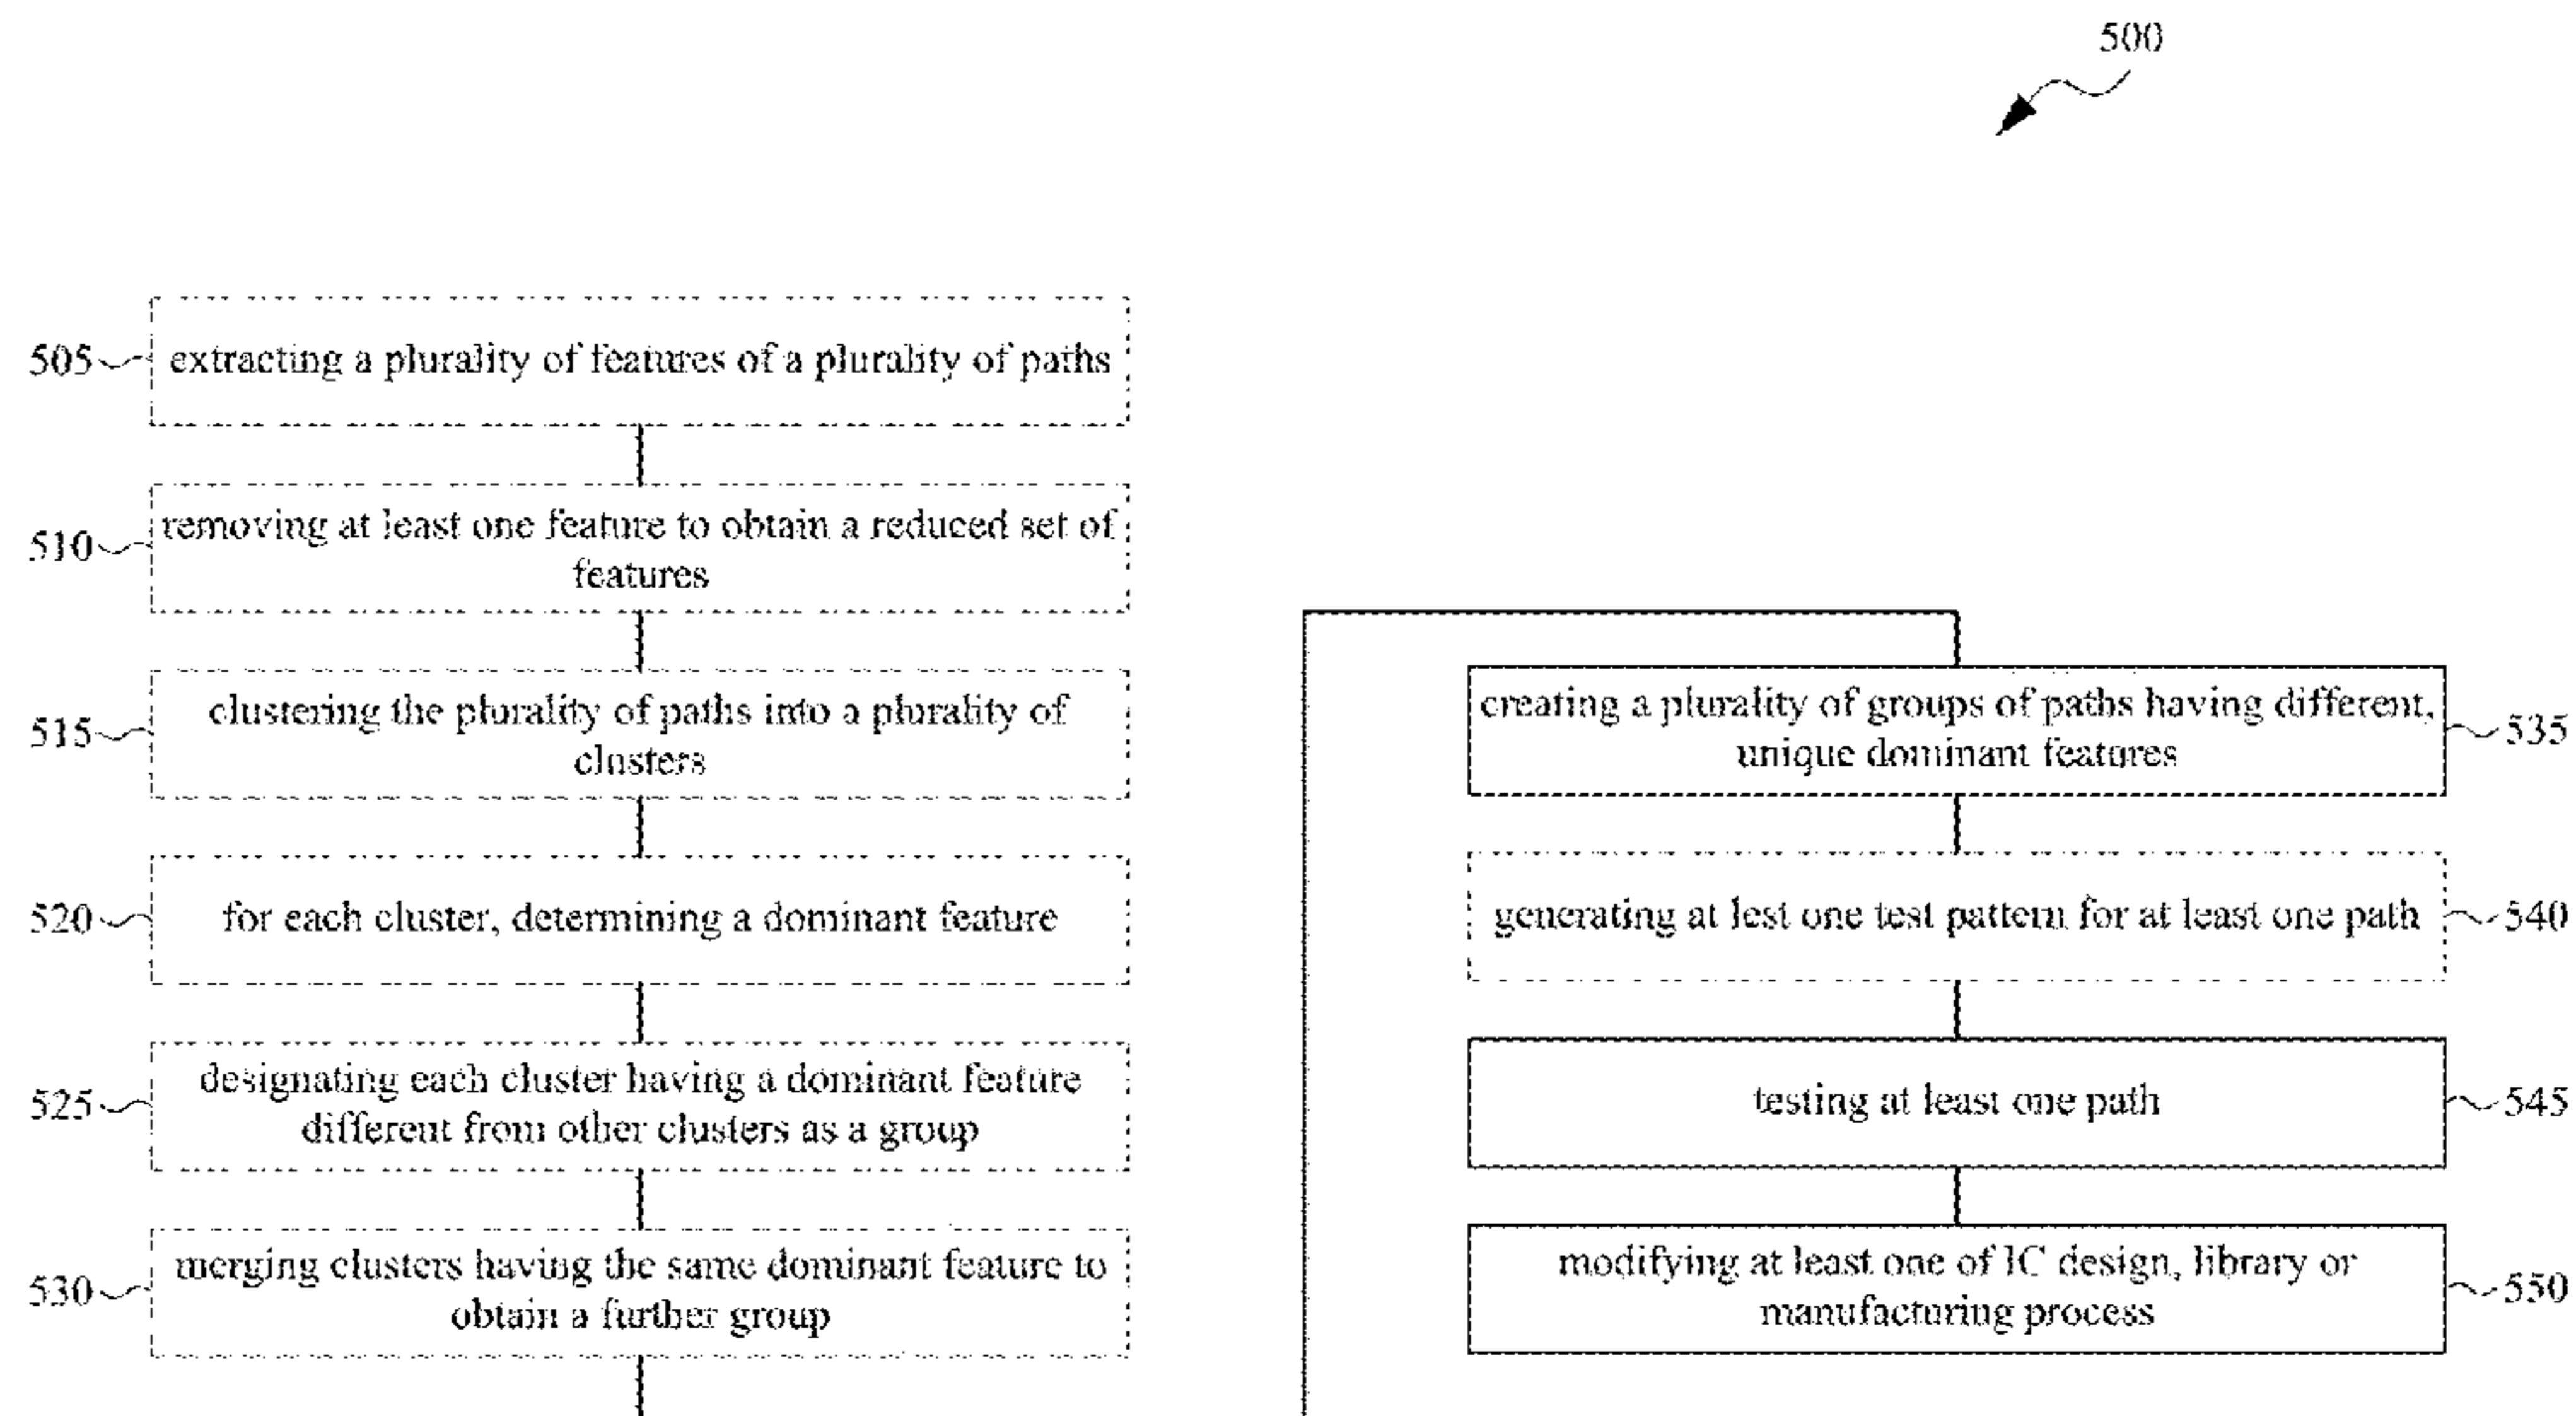 500
505
extracting a plurality of features of a plurality of paths
510
removing at least one feature to obtain a reduced set of
features
515
clustering the plurality of paths into a plurality of
clusters
520
for each cluster, determining a dominant feature
525
designating each cluster having a dominant feature
different from other clusters as a group
530
merging clusters having the same dominant feature to
obtain a further group
creating a plurality of groups of paths having different,
unique dominant features
535
generating at lest one test pattern for at least one path
540
testing at least one path
545
modifying at least one of IC design, library or
manufacturing process
550